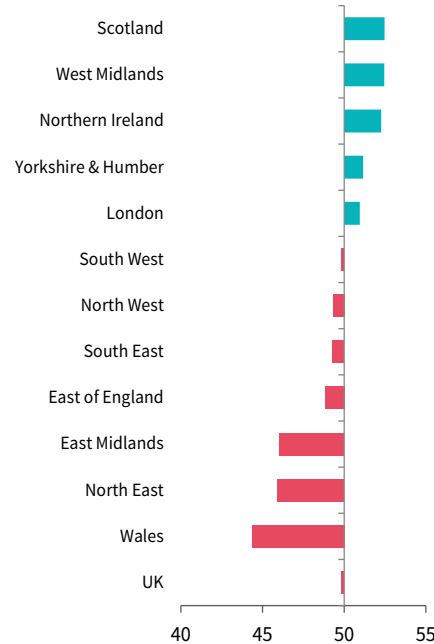 Scotland
West Midlands
Northern Ireland
Yorkshire & Humber
London
South West
North West
South East
East of England
East Midlands
North East
Wales
UK
40 45 50 55